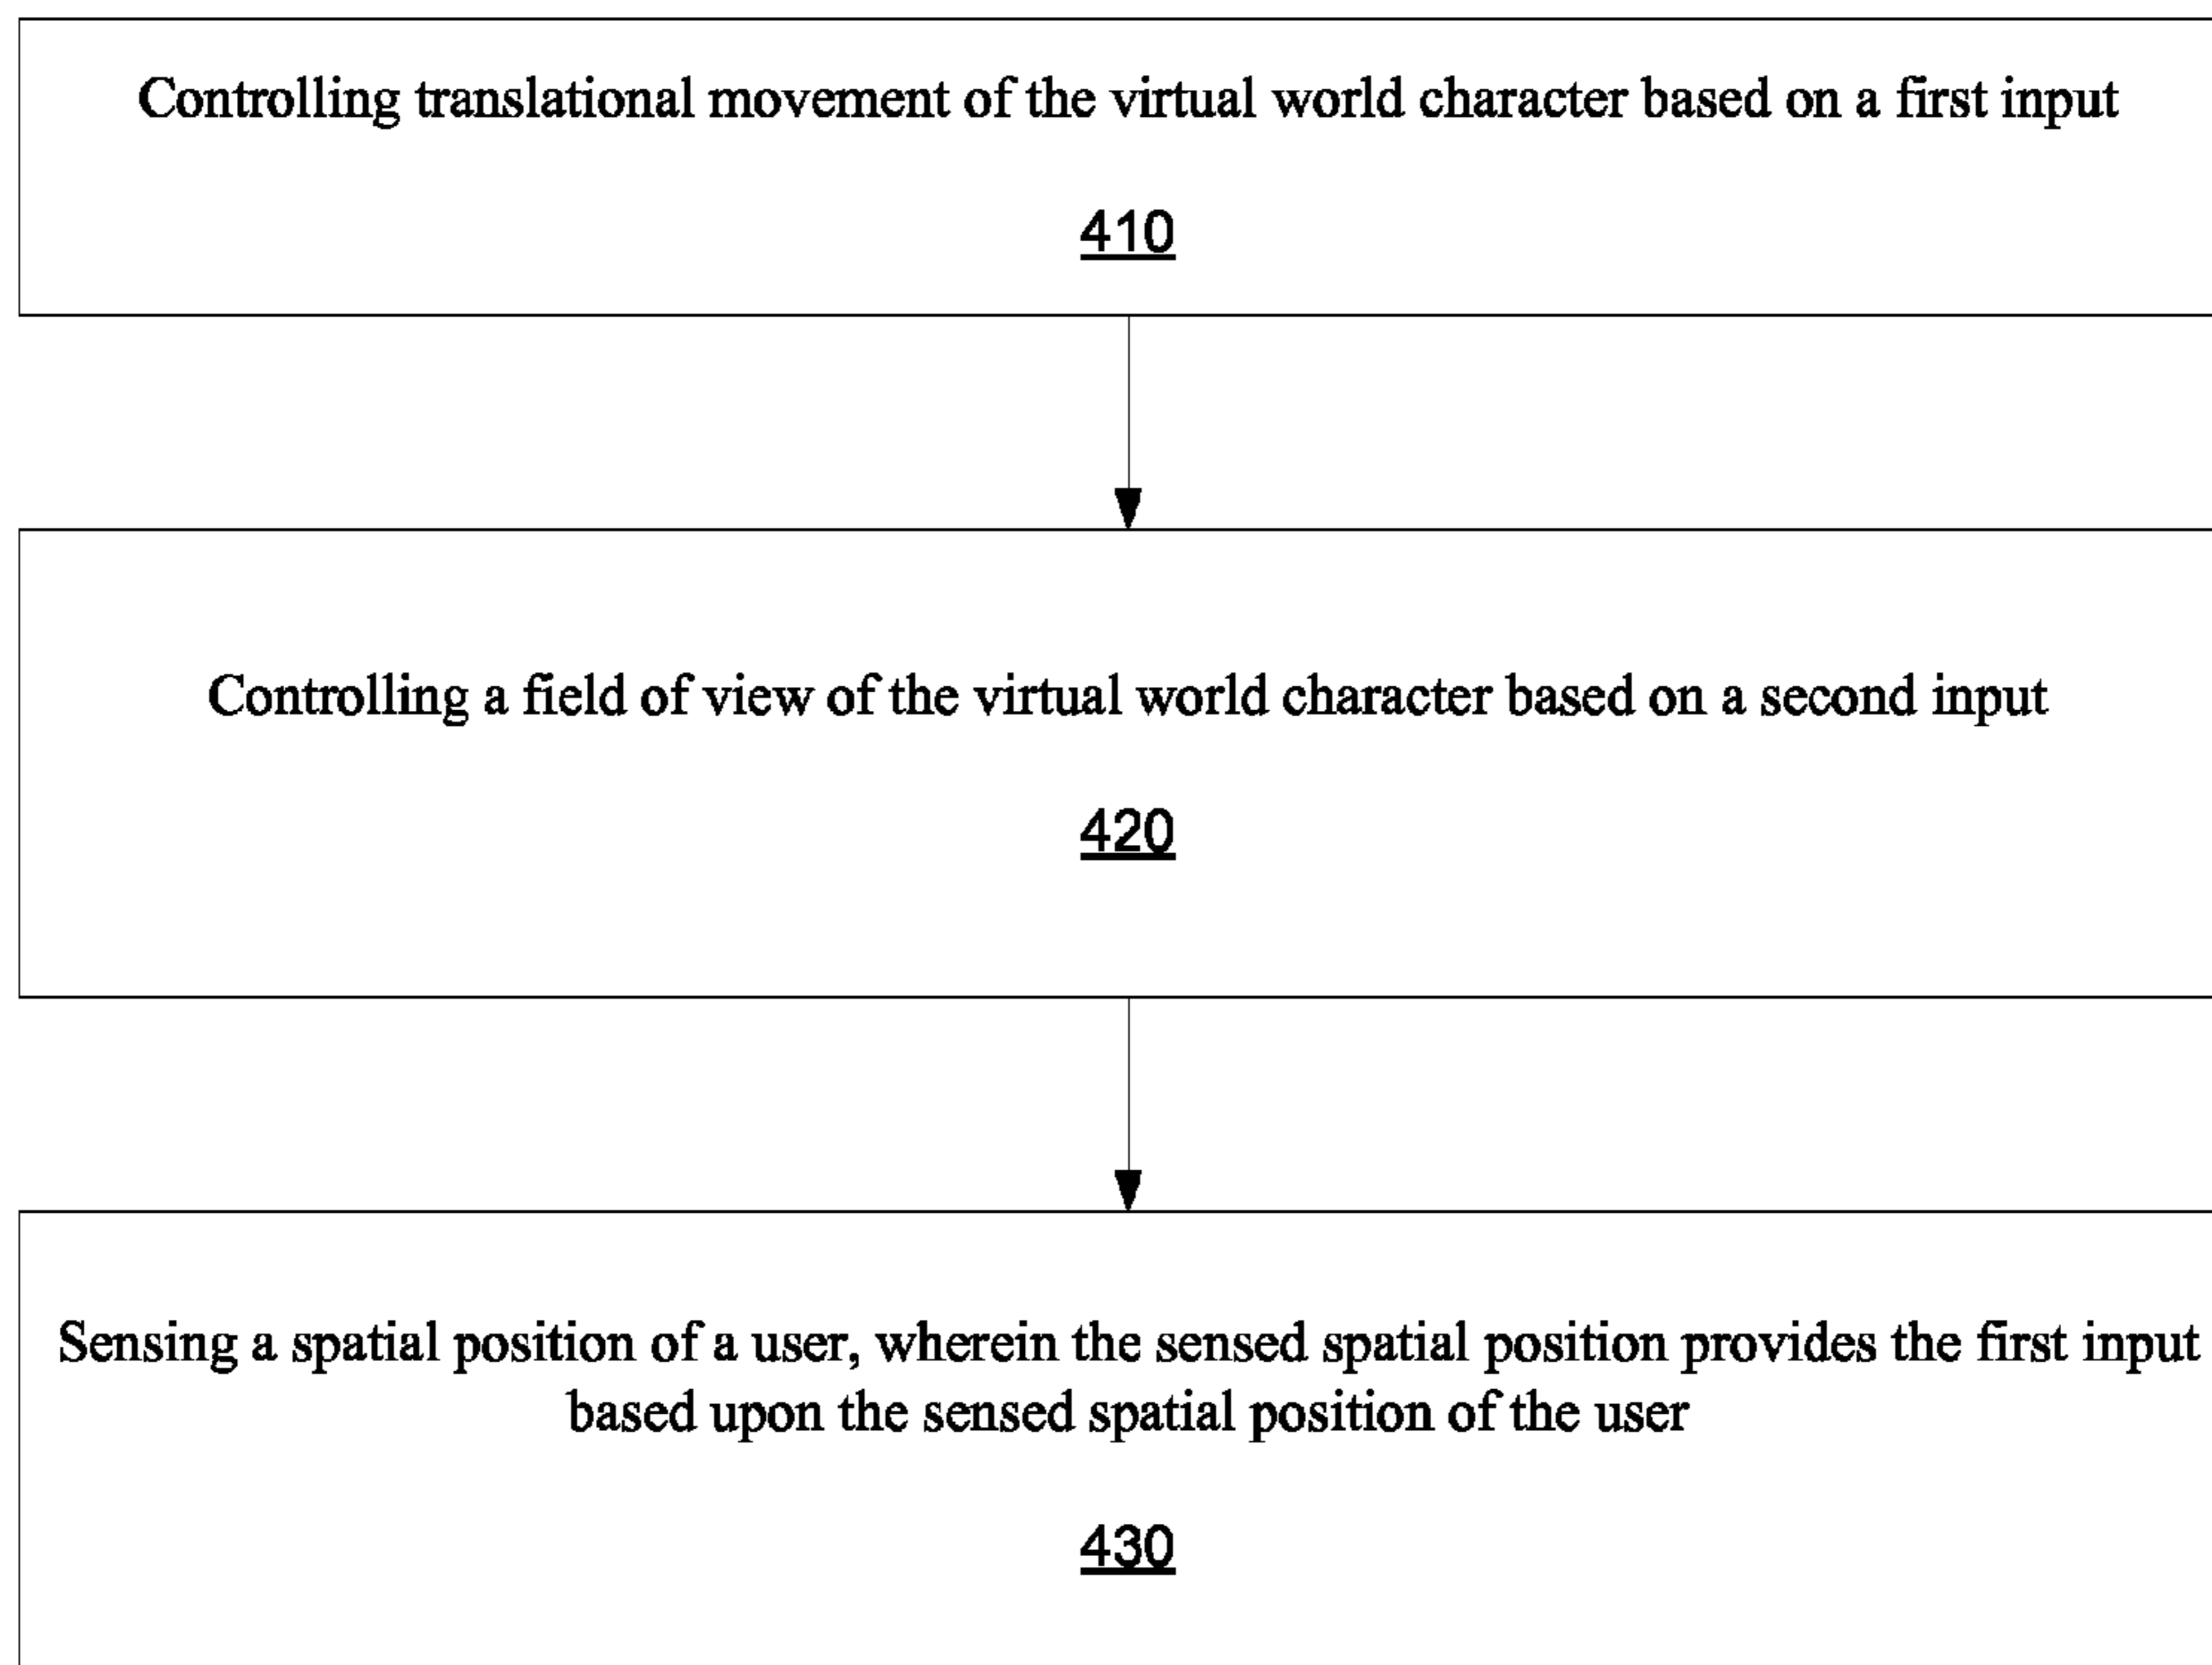 Controlling translational movement of the virtual world character based on a first input
410
Controlling a field of view of the virtual world character based on a second input
420
Sensing a spatial position of a user, wherein the sensed spatial position provides the first input
based upon the sensed spatial position of the user
430